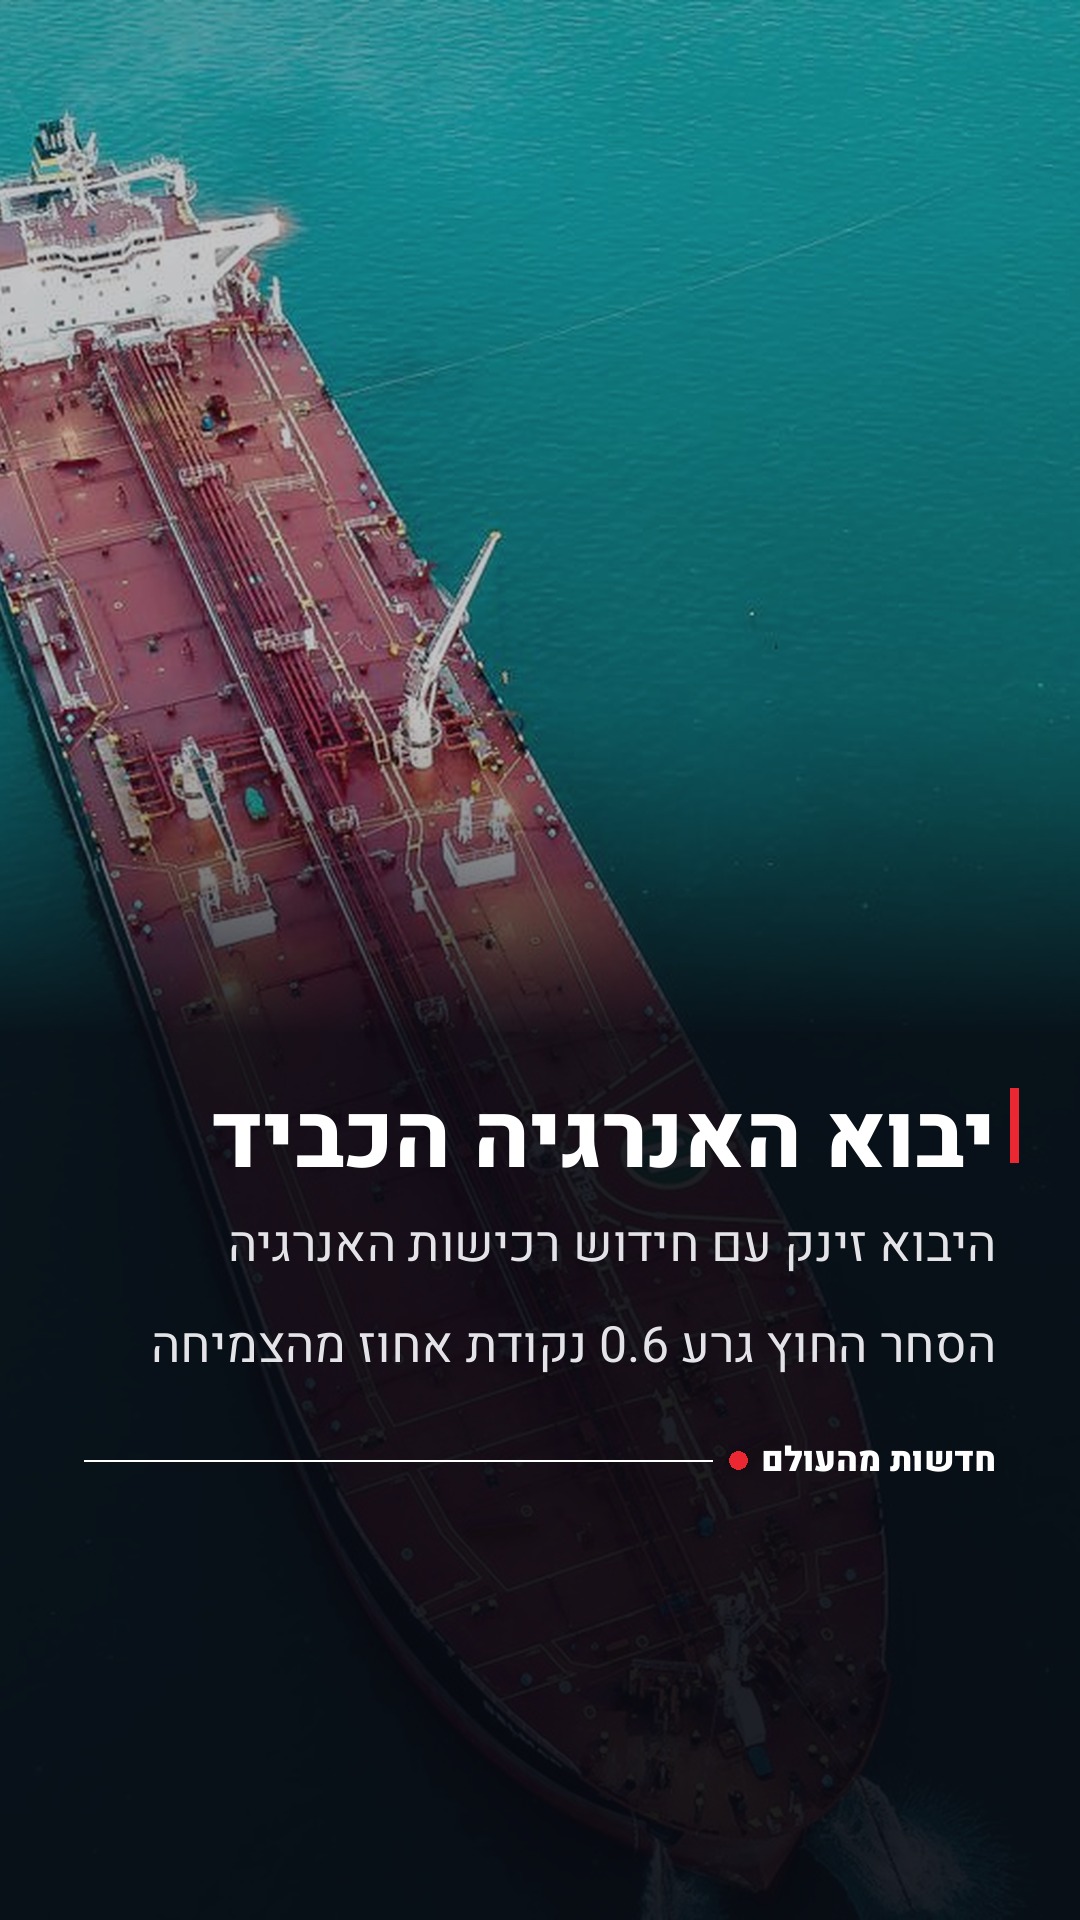 יבוא האנרגיה הכביד
היבוא זינק עם חידוש רכישות האנרגיה
הסחר החוץ גרע 0.6 נקודת אחוז מהצמיחה
חדשות מהעולם